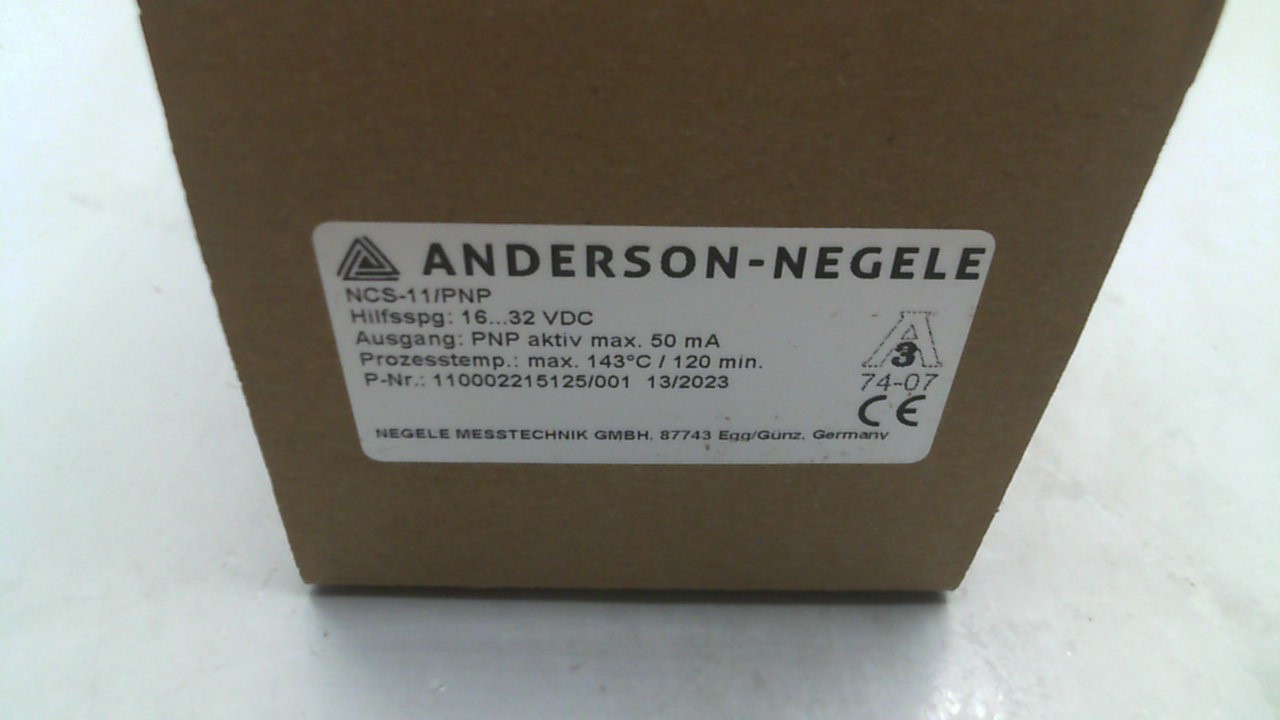 ANDERSON-NEGELE
NCS-11/PNP
Hilfsspg: 16...32 VDC
Ausgang: PNP aktiv max. 50 mA
Prozesstemp.: max. 143°C / 120 min.
P-Nr.: 110002215125/001 13/2023
A
3
74-07
CE
NEGELE MESSTECHNIK GMBH. 87743 Egg/Günz. Germany